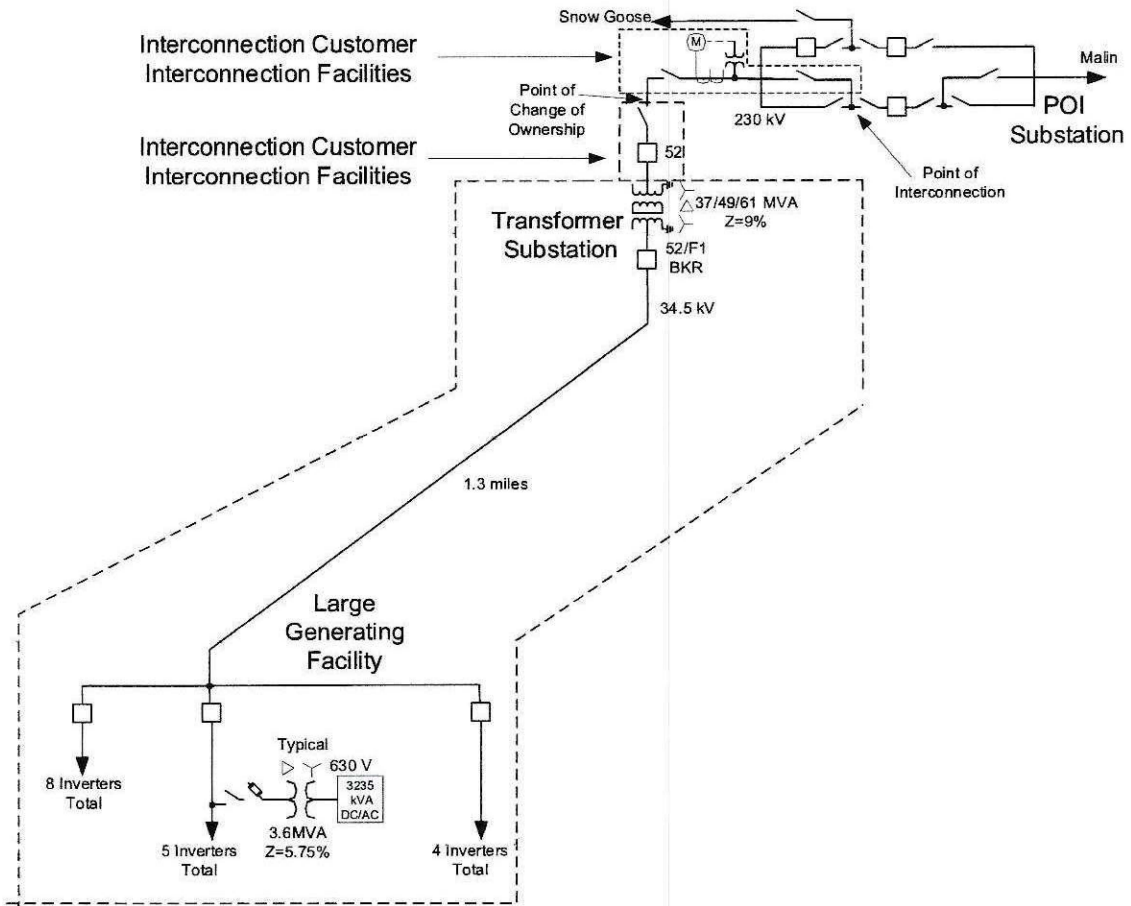 Snow Goose
Interconnection Customer
Interconnection Facilities
M
Malin
POI
Substation
Point of
Change of
Ownership
230 kV
Point of
Interconnection
Interconnection Customer
Interconnection Facilities
52I
Transformer
Substation
37/49/61 MVA
Z=9%
52/F1
BKR
34.5 kV
1.3 miles
Large
Generating
Facility
Typical
630 V
3235
kVA
DC/AC
3.6MVA
Z=5.75%
8 Inverters
Total
5 Inverters
Total
4 Inverters
Total